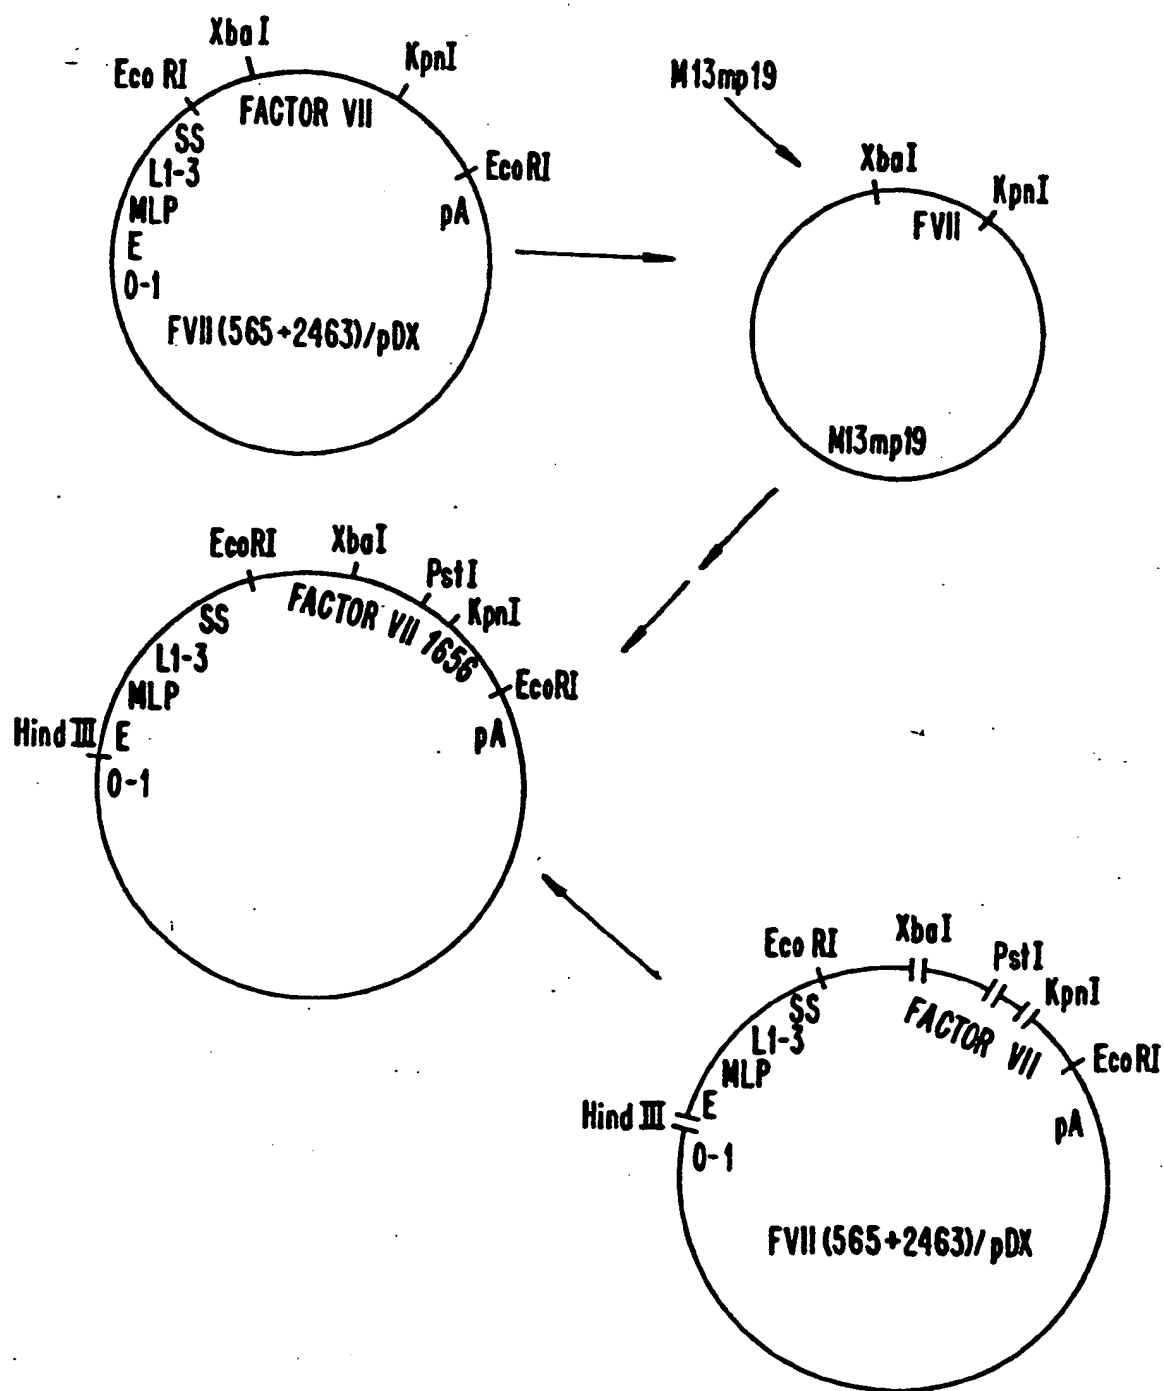 XbaI
Eco RI
KpnI
FACTOR VII
SS
L1-3
EcoRI
MLP
pA
E
0-1
FVII (565+2463)/pDX
M13mp19
XbaI
KpnI
FVII
M13mp19
EcoRI
XbaI
PstI
KpnI
FACTOR VII 1656
SS
L1-3
EcoRI
MLP
Hind III
E
pA
0-1
Eco RI
XbaI
PstI
KpnI
SS
FACTOR VII
L1-3
EcoRI
MLP
Hind III
E
pA
0-1
FVII (565+2463)/pDX